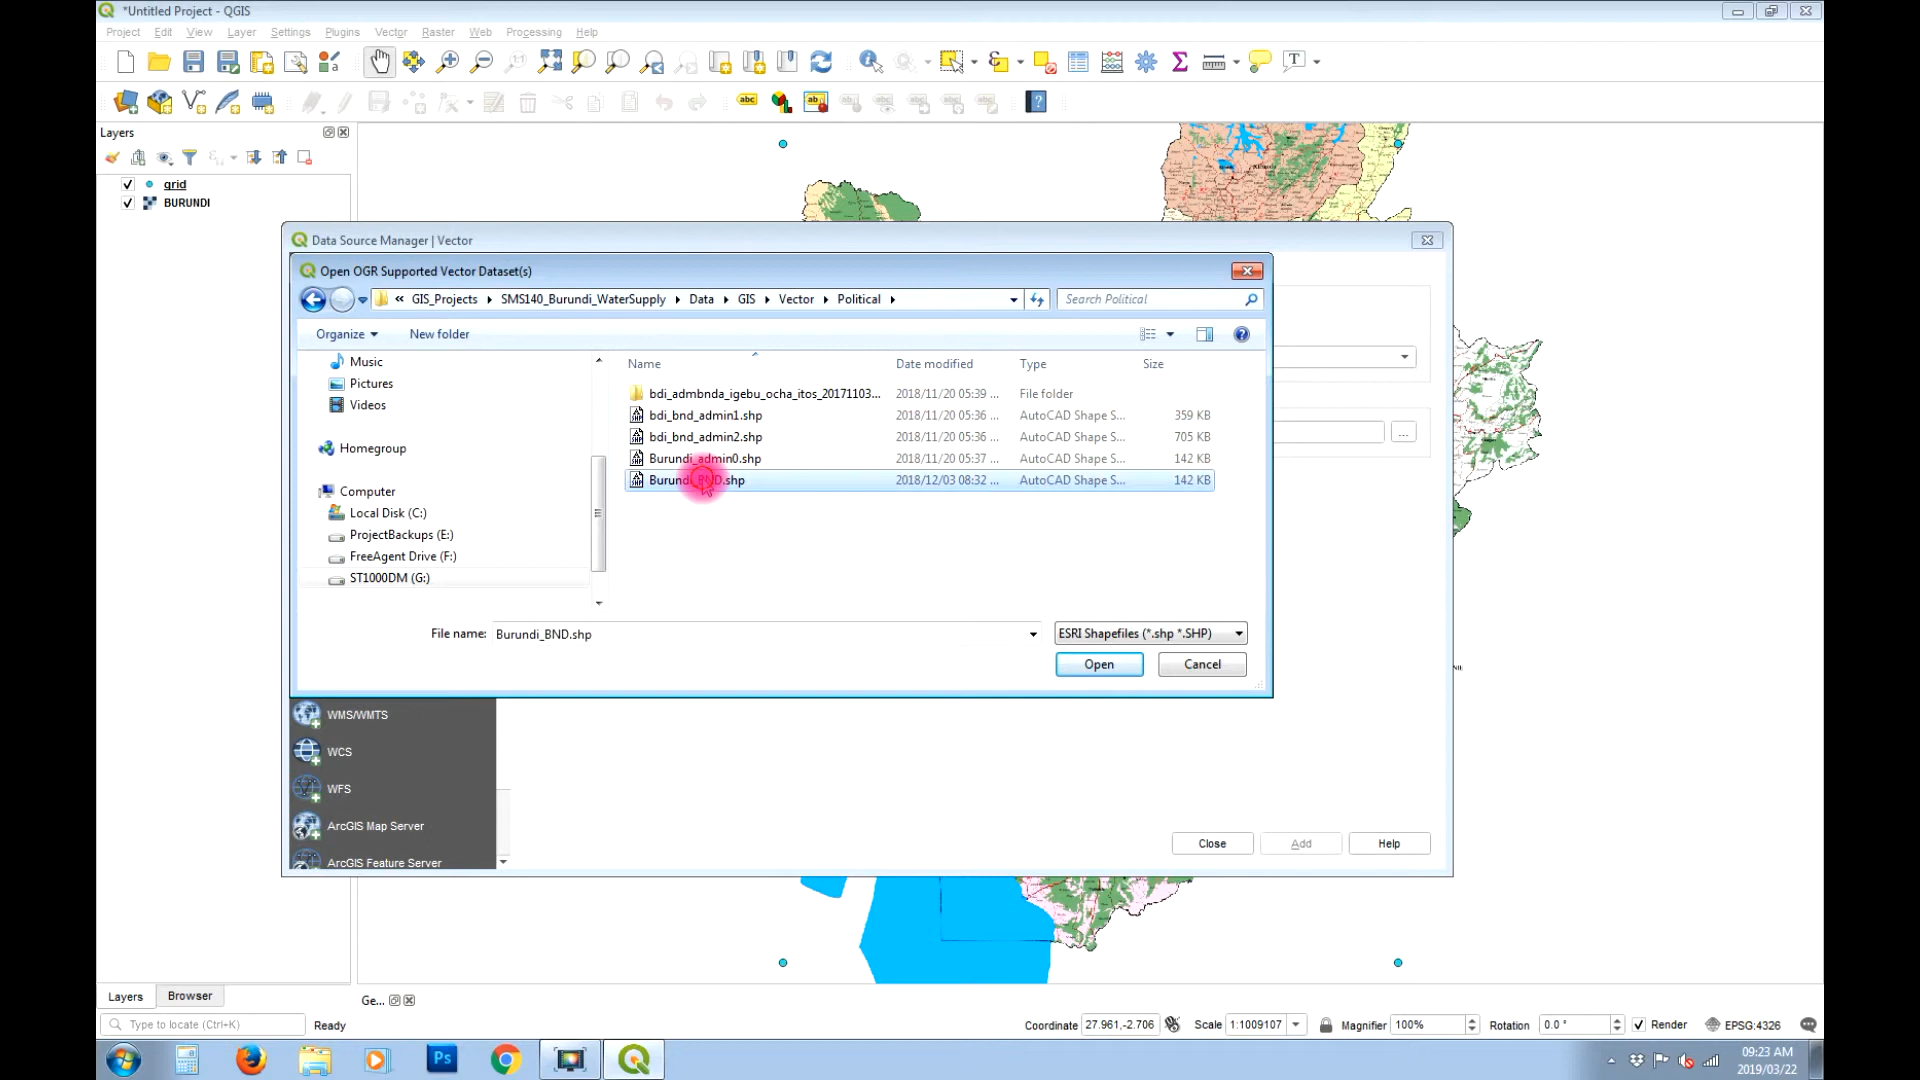 *Untitled Project - QGIS
Project Edit View Layer Settings Plugins Vector Raster Web Processing Help
Layers
grid
BURUNDI
Data Source Manager | Vector
Open OGR Supported Vector Dataset(s)
« GIS_Projects SMS140_Burundi_WaterSupply Data GIS Vector Political
Search Political
Organize New folder
Name Date modified Type Size
Music
Pictures
Videos
Homegroup
Computer
Local Disk (C:)
ProjectBackups (E:)
FreeAgent Drive (F:)
ST1000DM (G:)
bdi_admbnda_igebu_ocha_itos_20171103... 2018/11/20 05:39 ... File folder
bdi_bnd_admin1.shp 2018/11/20 05:36 ... AutoCAD Shape S... 359 KB
bdi_bnd_admin2.shp 2018/11/20 05:36 ... AutoCAD Shape S... 705 KB
Burundi_admin0.shp 2018/11/20 05:37 ... AutoCAD Shape S... 142 KB
Burundi_BND.shp 2018/12/03 08:32 ... AutoCAD Shape S... 142 KB
File name: Burundi_BND.shp
ESRI Shapefiles (*.shp *.SHP)
Open Cancel
WMS/WMTS
WCS
WFS
ArcGIS Map Server
ArcGIS Feature Server
Close Add Help
Layers Browser
Ge...
Type to locate (Ctrl+K) Ready
Coordinate 27.961,-2.706 Scale 1:1009107 Magnifier 100% Rotation 0.0 ° Render EPSG:4326
Ps
09:23 AM
2019/03/22